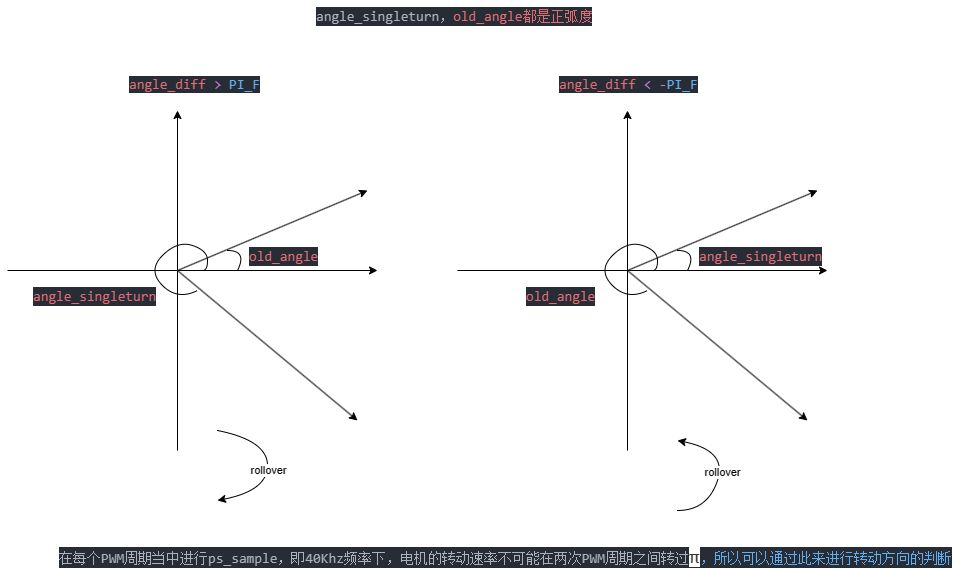 angle_singleturn，old_angle都是正弧度
angle_diff > PI_F
angle_diff < -PI_F
old_angle
angle_singleturn
angle_singleturn
old_angle
rollover
rollover
在每个PWM周期当中进行ps_sample，即40Khz频率下，电机的转动速率不可能在两次PWM周期之间转过π，所以可以通过此来进行转动方向的判断